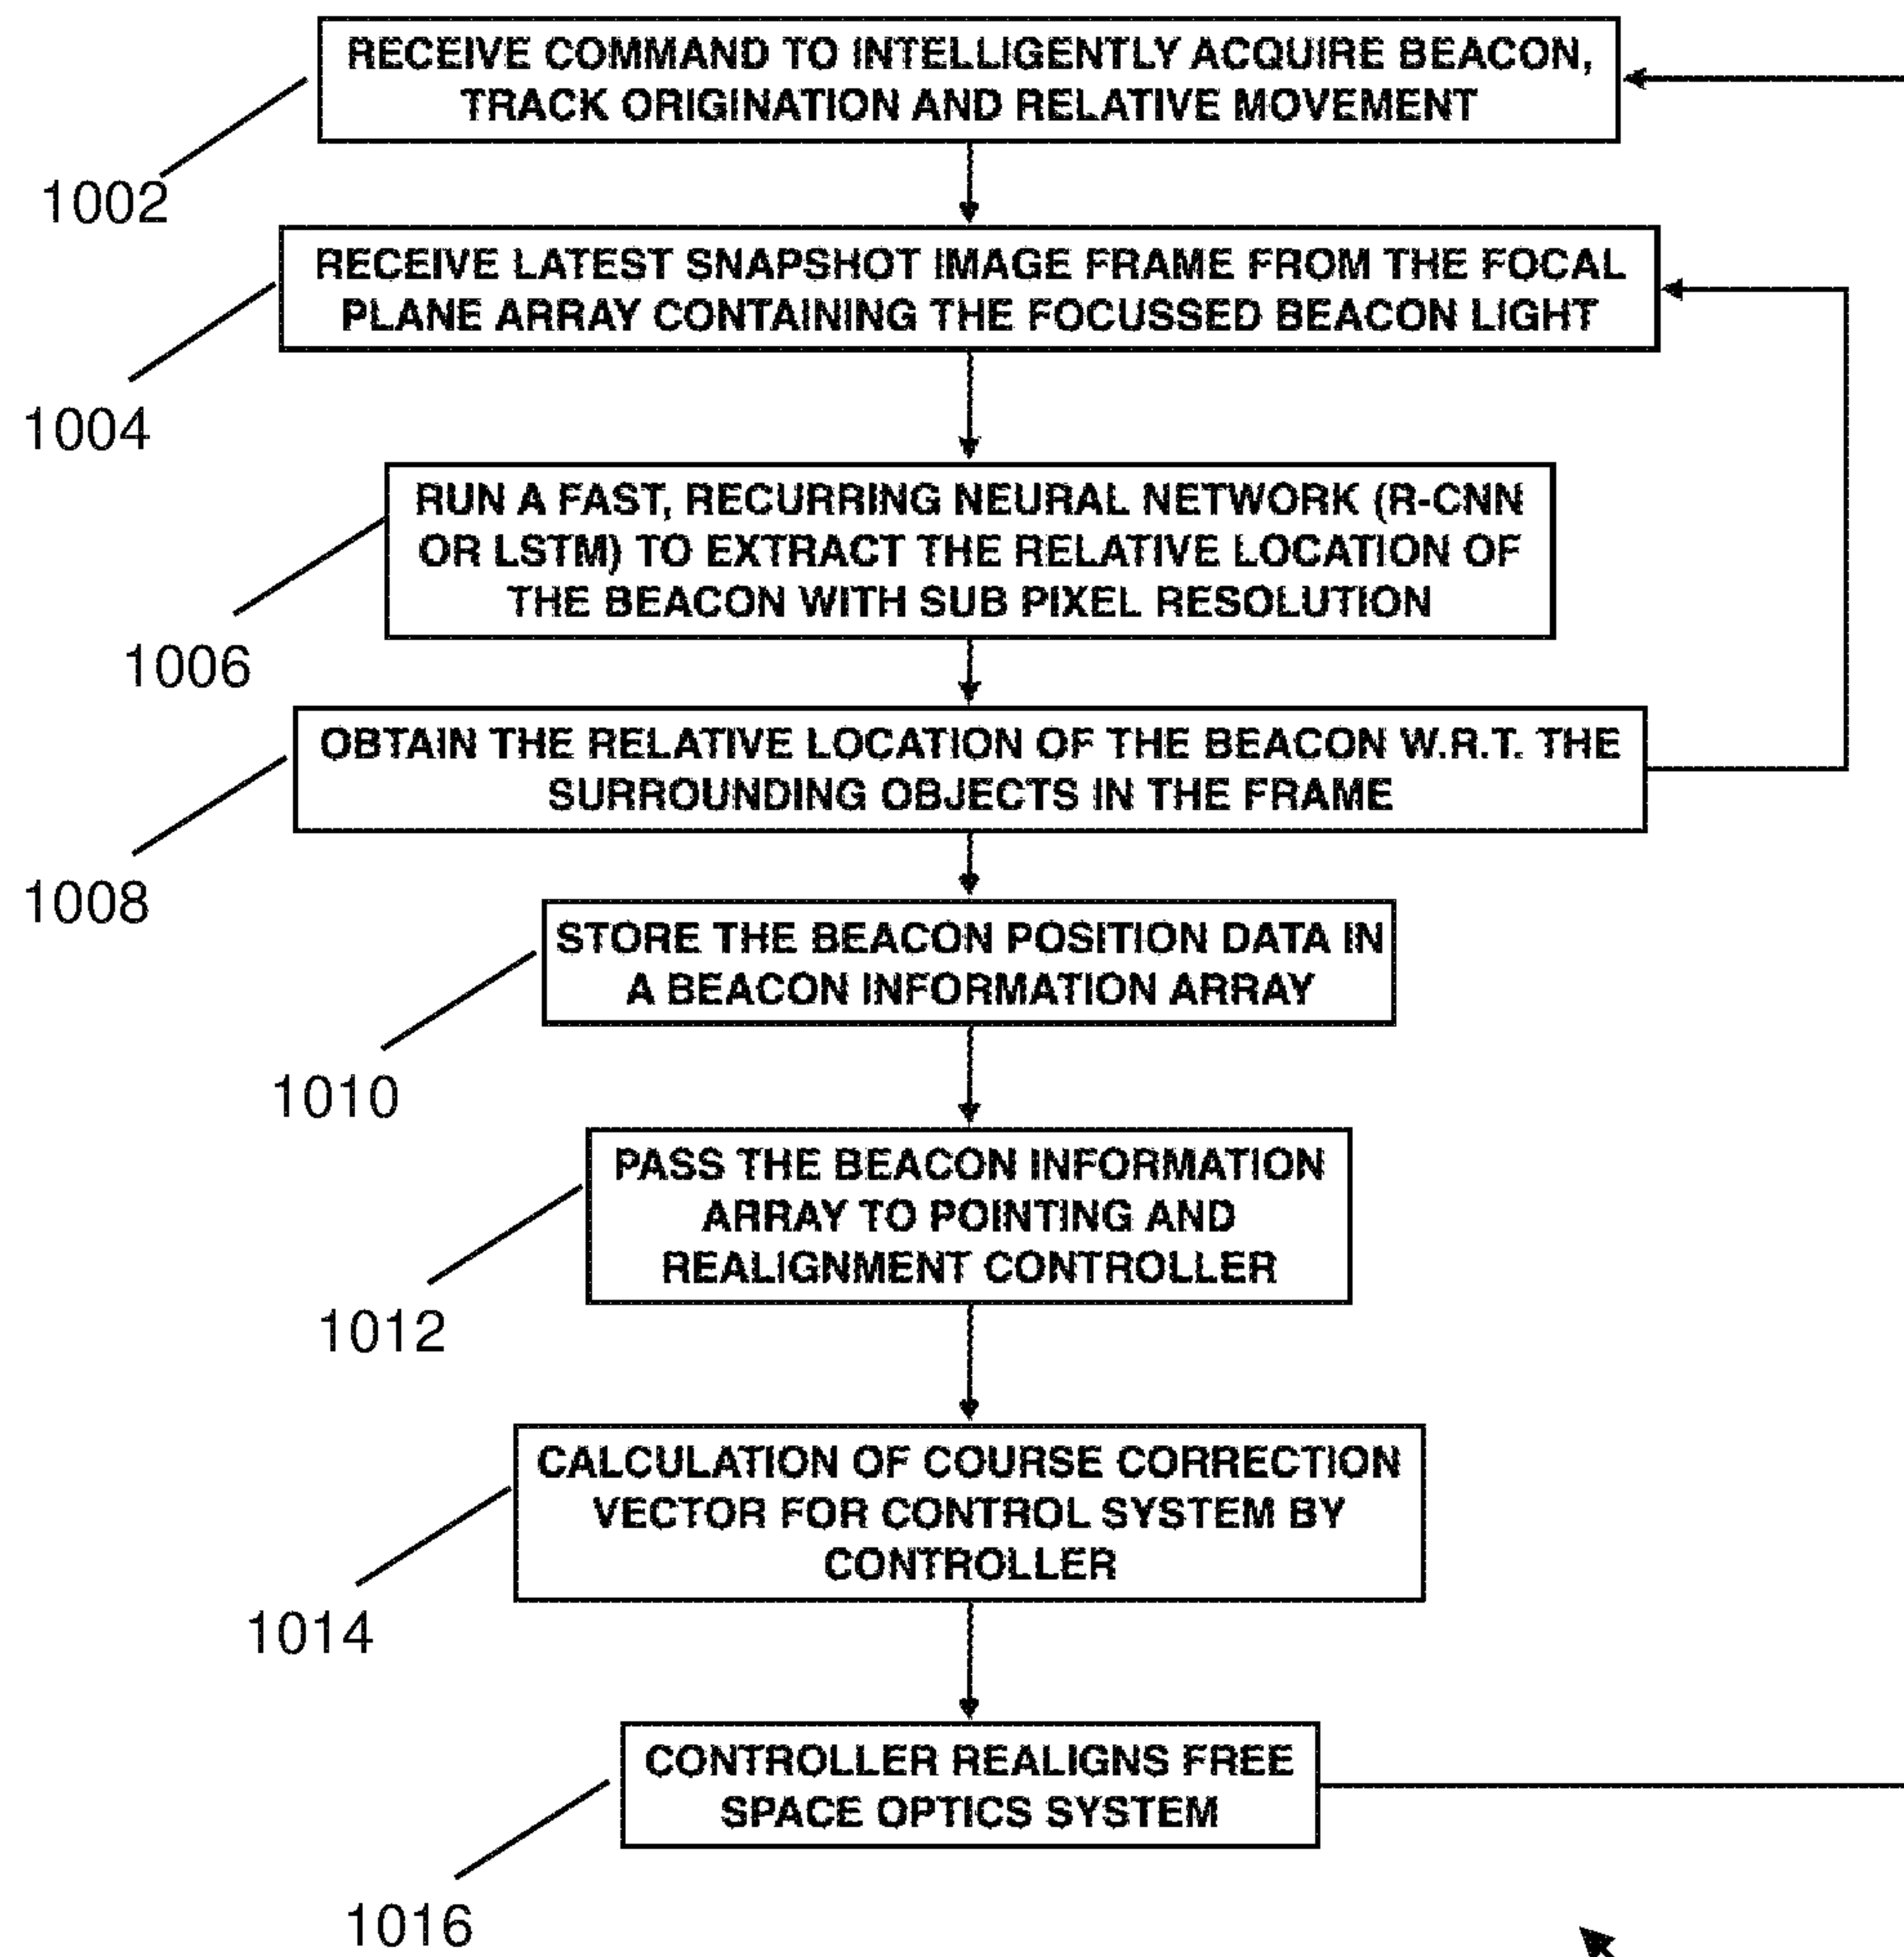 RECEIVE COMMAND TO INTELLIGENTLY ACQUIRE BEACON,
TRACK ORIGINATION AND RELATIVE MOVEMENT
1002
RECEIVE LATEST SNAPSHOT IMAGE FRAME FROM THE FOCAL
PLANE ARRAY CONTAINING THE FOCUSSED BEACON LIGHT
1004
RUN A FAST, RECURRING NEURAL NETWORK (R-CNN
OR LSTM) TO EXTRACT THE RELATIVE LOCATION OF
THE BEACON WITH SUB PIXEL RESOLUTION
1006
OBTAIN THE RELATIVE LOCATION OF THE BEACON W.R.T. THE
SURROUNDING OBJECTS IN THE FRAME
1008
STORE THE BEACON POSITION DATA IN
A BEACON INFORMATION ARRAY
1010
PASS THE BEACON INFORMATION
ARRAY TO POINTING AND
REALIGNMENT CONTROLLER
1012
CALCULATION OF COURSE CORRECTION
VECTOR FOR CONTROL SYSTEM BY
CONTROLLER
1014
CONTROLLER REALIGNS FREE
SPACE OPTICS SYSTEM
1016